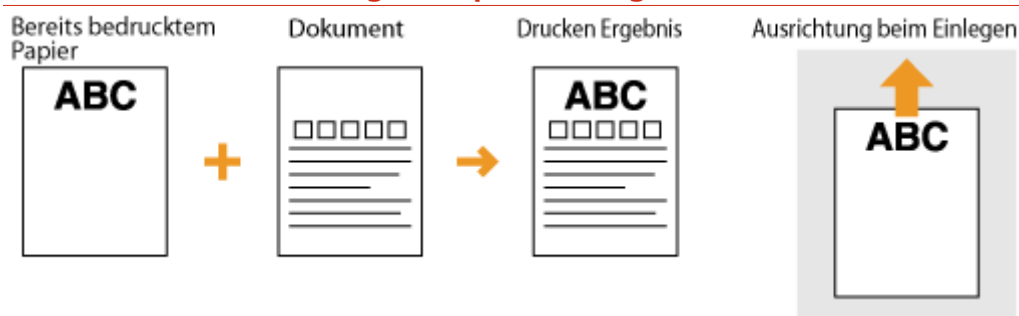 Bereits bedrucktem Papier
Dokument
Drucken Ergebnis
Ausrichtung beim Einlegen
ABC
ABC
ABC